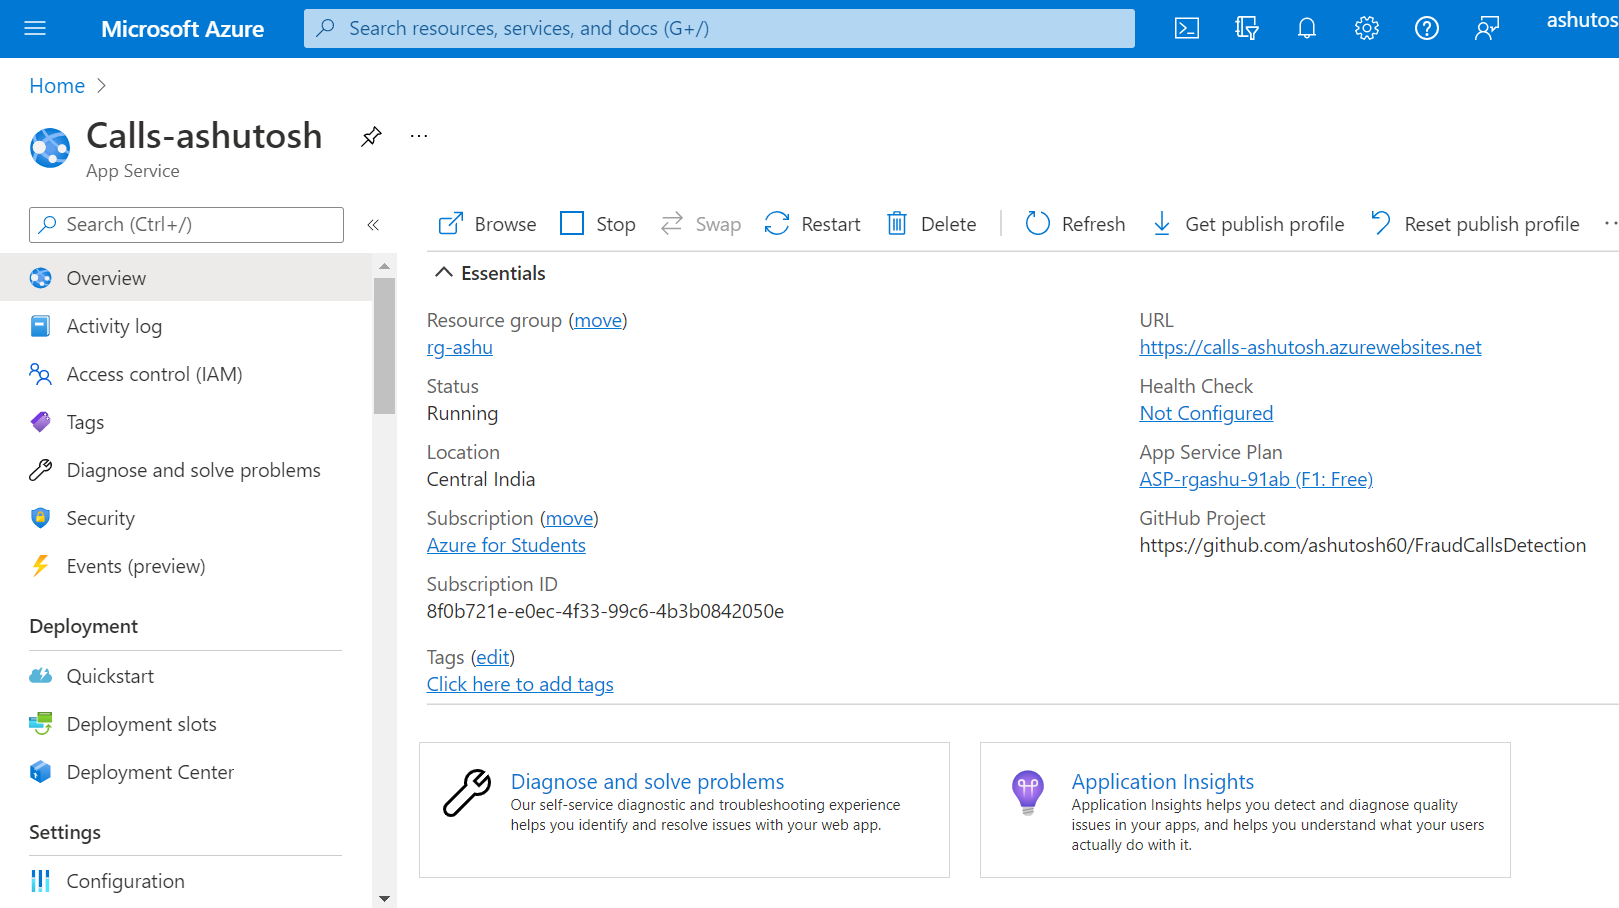 Microsoft Azure
Search resources, services, and docs (G+/)
ashutos
Home
Calls-ashutosh
...
App Service
Search (Ctrl+/)
«
Browse
Stop
Swap
Restart
Delete
Refresh
Get publish profile
Reset publish profile
Overview
Activity log
Access control (IAM)
Tags
Diagnose and solve problems
Security
Events (preview)
Deployment
Quickstart
Deployment slots
Deployment Center
Settings
Configuration
Essentials
Resource group (move)
rg-ashu
Status
Running
Location
Central India
Subscription (move)
Azure for Students
Subscription ID
8f0b721e-e0ec-4f33-99c6-4b3b0842050e
Tags (edit)
Click here to add tags
URL
https://calls-ashutosh.azurewebsites.net
Health Check
Not Configured
App Service Plan
ASP-rgashu-91ab (F1: Free)
GitHub Project
https://github.com/ashutosh60/FraudCallsDetection
Diagnose and solve problems
Our self-service diagnostic and troubleshooting experience
helps you identify and resolve issues with your web app.
Application Insights
Application Insights helps you detect and diagnose quality
issues in your apps, and helps you understand what your users
actually do with it.